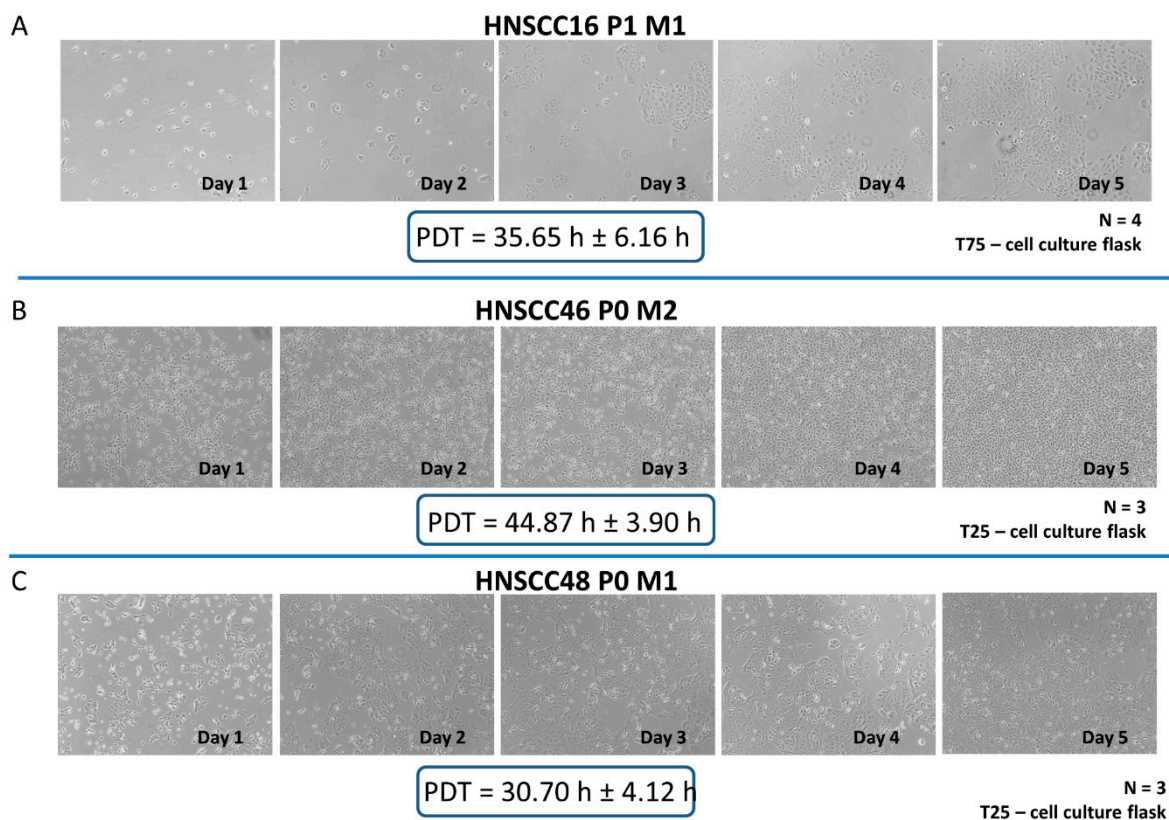 A
HNSCC16 P1 M1
Day 1
Day 2
Day 3
Day 4
Day 5
PDT = 35.65 h ± 6.16 h
N = 4
T75 – cell culture flask
B
HNSCC46 P0 M2
Day 1
Day 2
Day 3
Day 4
Day 5
PDT = 44.87 h ± 3.90 h
N = 3
T25 – cell culture flask
C
HNSCC48 P0 M1
Day 1
Day 2
Day 3
Day 4
Day 5
PDT = 30.70 h ± 4.12 h
N = 3
T25 – cell culture flask